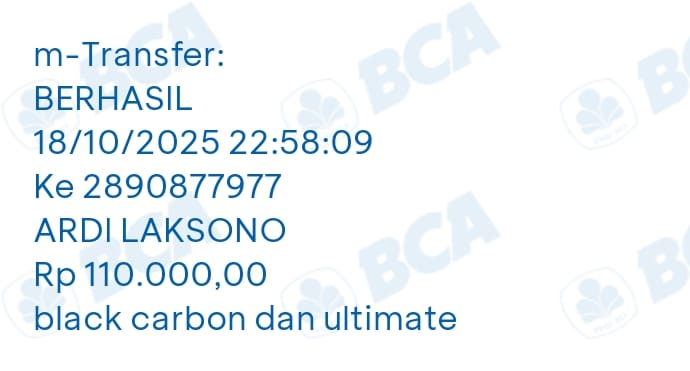 m-Transfer:
BERHASIL
18/10/2025 22:58:09
Ke 2890877977
ARDI LAKSONO
Rp 110.000,00
black carbon dan ultimate
BCA
BCA
BCA
BCA